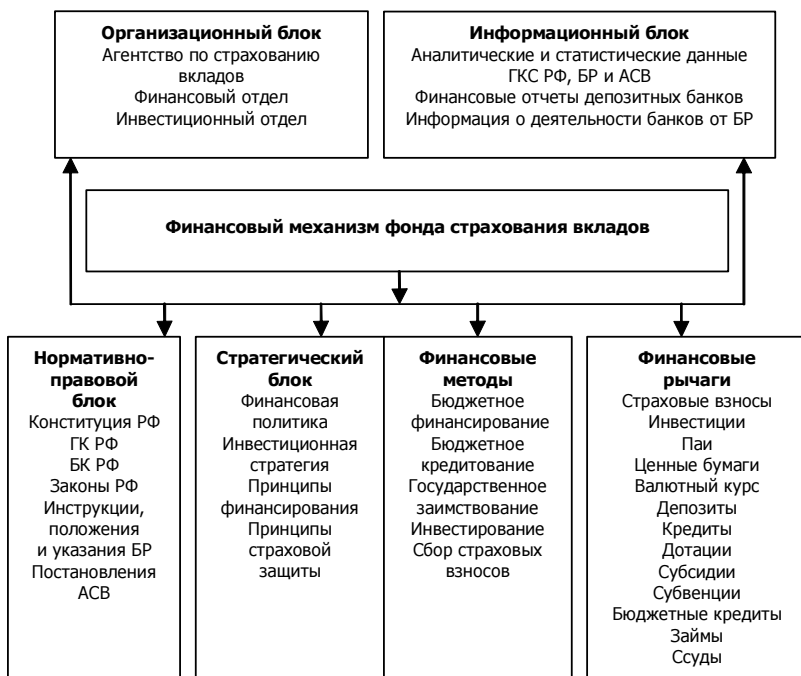 Организационный блок
Агентство по страхованию
вкладов
Финансовый отдел
Инвестиционный отдел
Информационный блок
Аналитические и статистические данные
ГКС РФ, БР и АСВ
Финансовые отчеты депозитных банков
Информация о деятельности банков от БР
Финансовый механизм фонда страхования вкладов
Нормативно-
правовой
блок
Конституция РФ
ГК РФ
БК РФ
Законы РФ
Инструкции,
положения
и указания БР
Постановления
АСВ
Стратегический
блок
Финансовая
политика
Инвестиционная
стратегия
Принципы
финансирования
Принципы
страховой
защиты
Финансовые
методы
Бюджетное
финансирование
Бюджетное
кредитование
Государственное
заимствование
Инвестирование
Сбор страховых
взносов
Финансовые
рычаги
Страховые взносы
Инвестиции
Паи
Ценные бумаги
Валютный курс
Депозиты
Кредиты
Дотации
Субсидии
Субвенции
Бюджетные кредиты
Займы
Ссуды